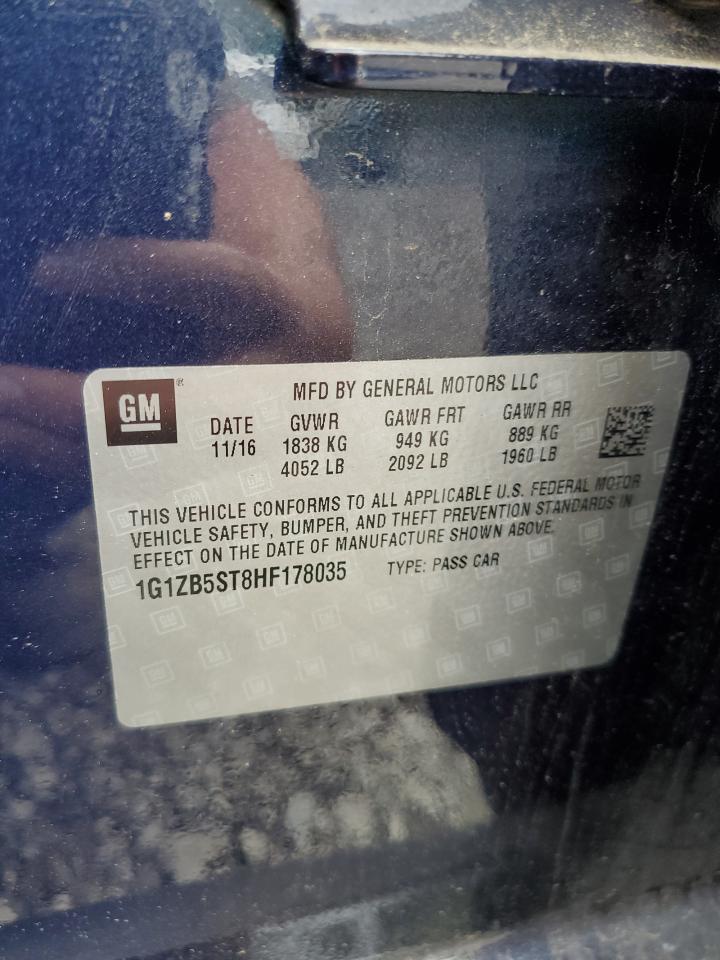 GM®
MFD BY GENERAL MOTORS LLC
DATE GVWR GAWR FRT GAWR RR
11/16 1838 KG 949 KG 889 KG
4052 LB 2092 LB 1960 LB
THIS VEHICLE CONFORMS TO ALL APPLICABLE U.S. FEDERAL MOTOR
VEHICLE SAFETY, BUMPER, AND THEFT PREVENTION STANDARDS IN
EFFECT ON THE DATE OF MANUFACTURE SHOWN ABOVE.
1G1ZB5ST8HF178035 TYPE: PASS CAR